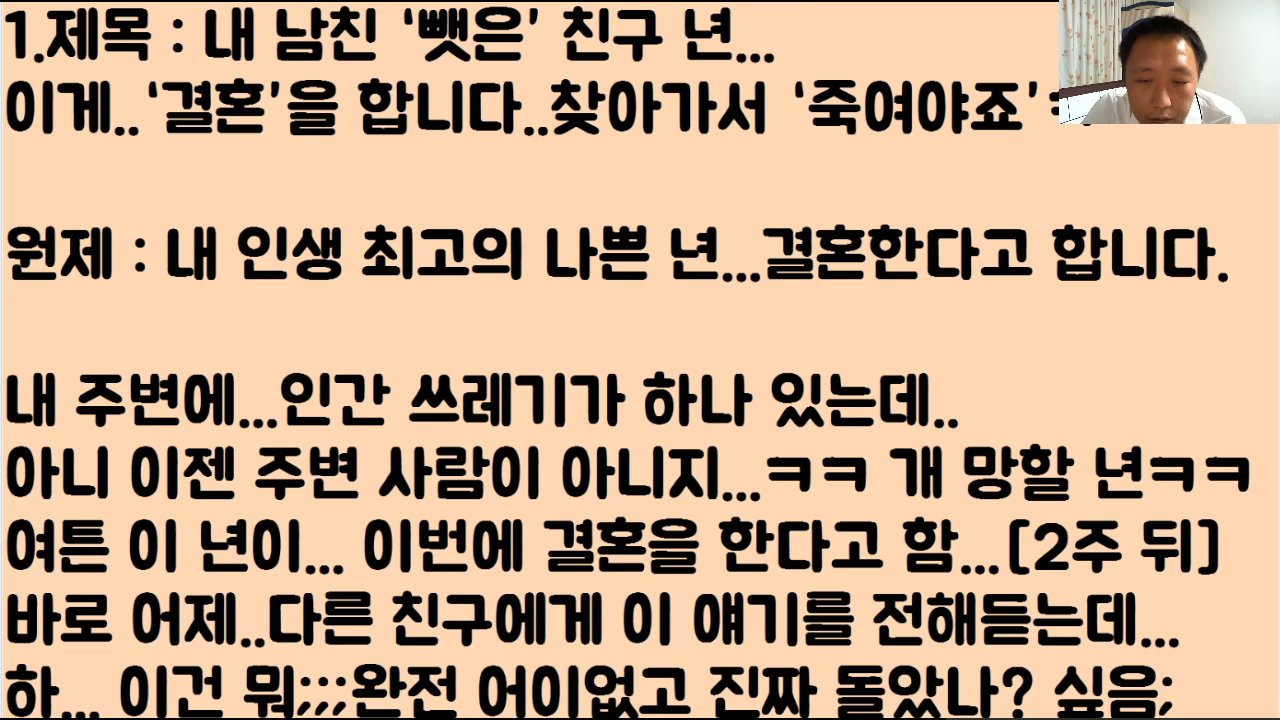 1.제목 : 내 남친 ‘뺏은’ 친구 년...
이게.. ‘결혼’을 합니다..찾아가서 ‘죽여야죠’
원제 : 내 인생 최고의 나쁜 년...결혼한다고 합니다.
내 주변에...인간 쓰레기가 하나 있는데..
아니 이젠 주변 사람이 아니지...ㅋㅋ 개 망할 년ㅋㅋ
여튼 이 년이... 이번에 결혼을 한다고 함...[2주 뒤]
바로 어제..다른 친구에게 이 얘기를 전해듣는데...
하... 이건 뭐;;;완전 어이없고 진짜 돌았나? 싶음;